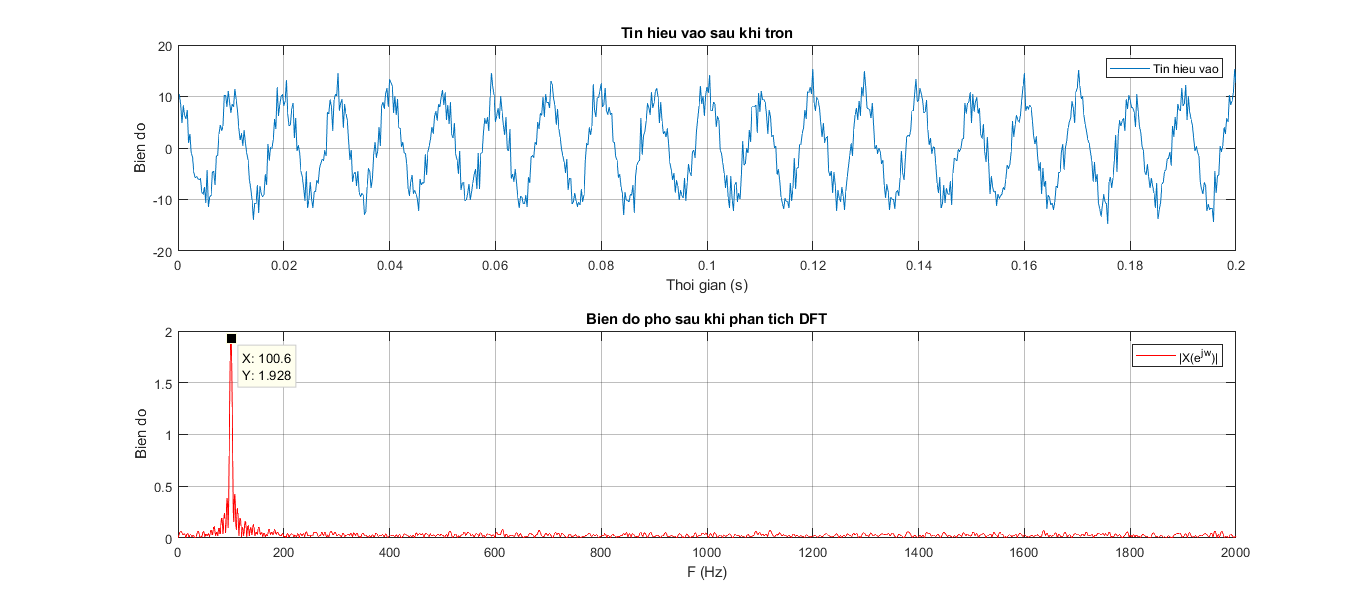 Tin hieu vao sau khi tron
20
10
0
-10
-20
Bien do
Tin hieu vao
0 0.02 0.04 0.06 0.08 0.1 0.12 0.14 0.16 0.18 0.2
Thoi gian (s)
Bien do pho sau khi phan tich DFT
2
1.5
1
0.5
0
Bien do
X: 100.6
Y: 1.928
|X(e^jw)|
0 200 400 600 800 1000 1200 1400 1600 1800 2000
F (Hz)